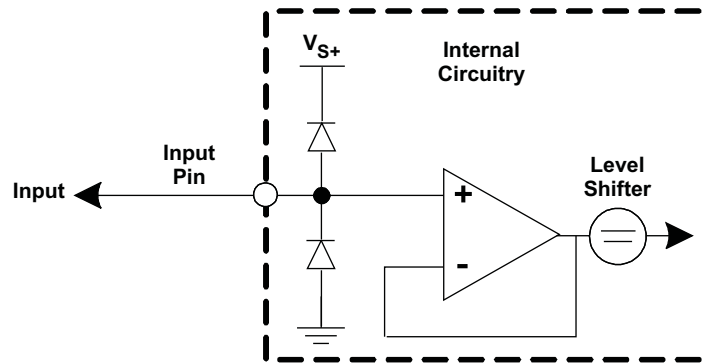 VS+
Internal
Circuitry
Input
Pin
Level
Shifter
Input
+
-